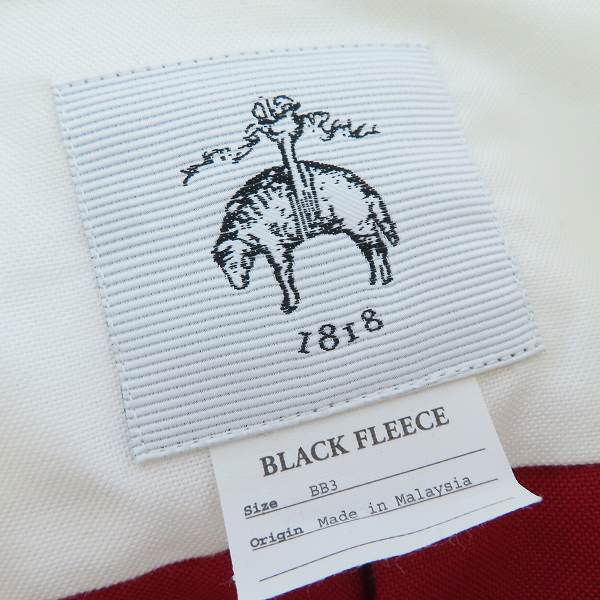 1818
BLACK FLEECE
Size BB3
Origin Made in Malaysia